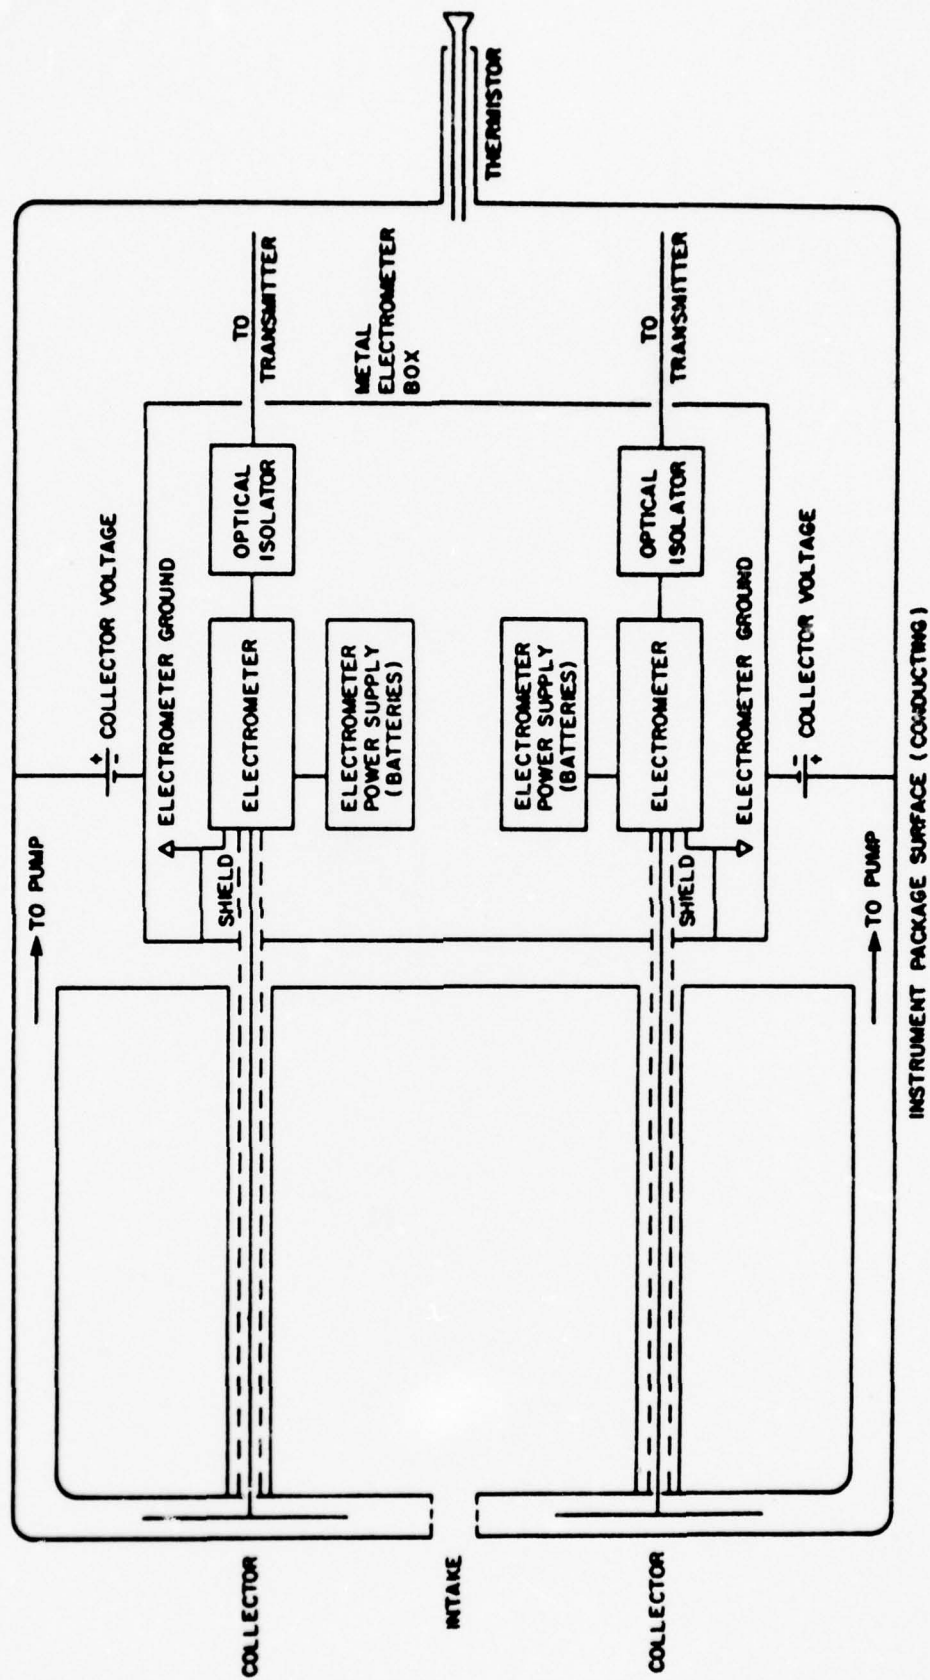 THERMISTOR
TO
TRANSMITTER
METAL
ELECTROMETER
BOX
TO
TRANSMITTER
COLLECTOR VOLTAGE
+
-
ELECTROMETER GROUND
OPTICAL
ISOLATOR
ELECTROMETER
ELECTROMETER
POWER SUPPLY
(BATTERIES)
SHIELD
TO PUMP
ELECTROMETER
POWER SUPPLY
(BATTERIES)
OPTICAL
ISOLATOR
ELECTROMETER
ELECTROMETER GROUND
SHIELD
-
+
COLLECTOR VOLTAGE
TO PUMP
COLLECTOR
INTAKE
COLLECTOR
INSTRUMENT PACKAGE SURFACE (CONDUCTING)